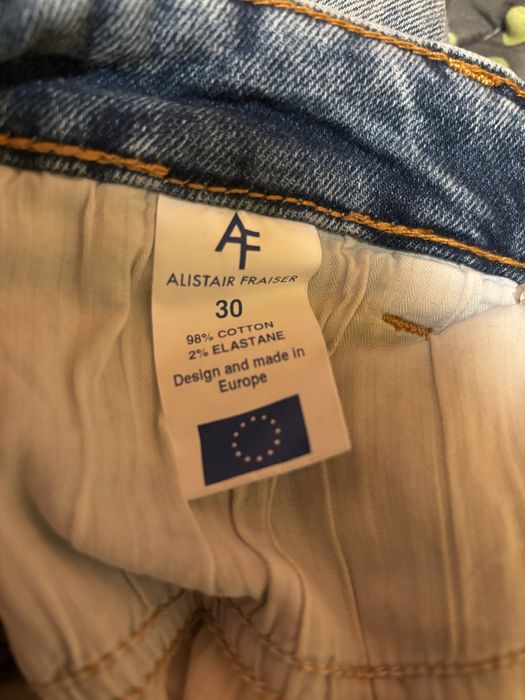 AF
ALISTAIR FRAISER
30
98% COTTON
2% ELASTANE
Design and made in
Europe